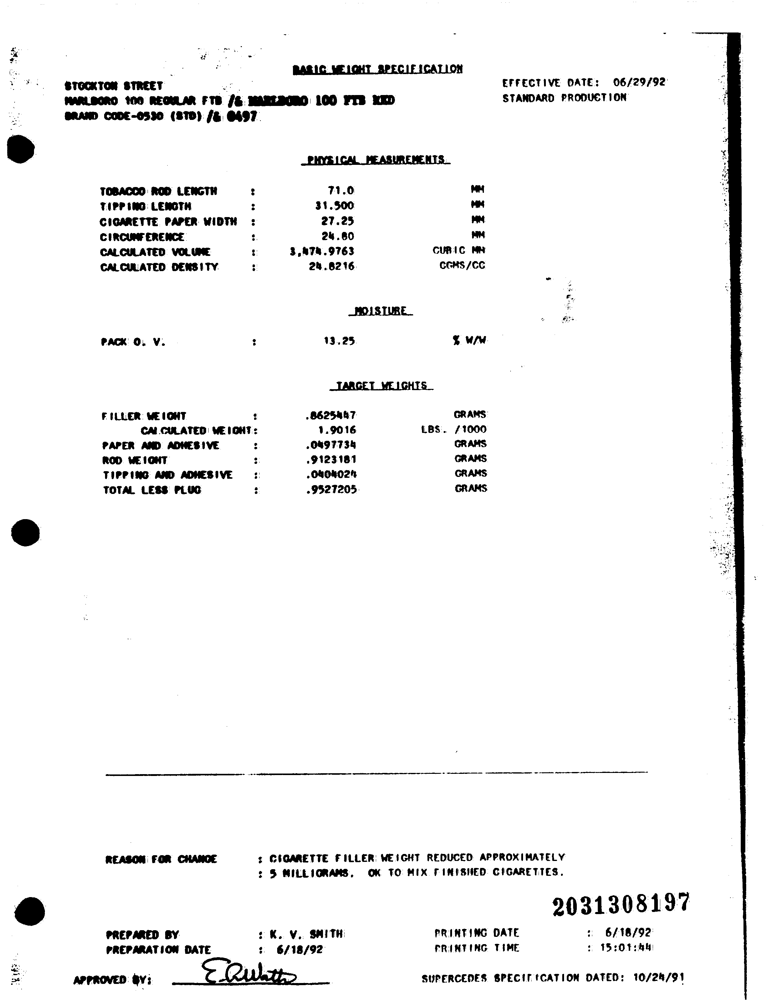 BASIC WEIGHT SPECIFICATION
STOCKTON STREET
EFFECTIVE DATE: 06/29/92
MARLBORO 100 REGULAR FTB /& MARLBORO 100 FTB RED
STANDARD PRODUCTION
BRAND CODE-0530 (STD) /& 0497
PHYSICAL MEASUREMENTS
TOBACCO ROD LENGTH : 71.0 MM
TIPPING LENGTH : 31.500 MM
CIGARETTE PAPER WIDTH : 27.25 MM
CIRCUMFERENCE : 24.80 MM
CALCULATED VOLUME : 3,474.9763 CUBIC MM
CALCULATED DENSITY : 24.8216 CGMS/CC
MOISTURE
PACK O. V. : 13.25 % W/W
TARGET WEIGHTS
FILLER WEIGHT : .8625447 GRAMS
CALCULATED WEIGHT: 1.9016 LBS. /1000
PAPER AND ADHESIVE : .0497734 GRAMS
ROD WEIGHT : .9123181 GRAMS
TIPPING AND ADHESIVE : .0404024 GRAMS
TOTAL LESS PLUG : .9527205 GRAMS
REASON FOR CHANGE : CIGARETTE FILLER WEIGHT REDUCED APPROXIMATELY
: 5 MILLIGRAMS. OK TO MIX FINISHED CIGARETTES.
2031308197
PREPARED BY : K. V. SMITH PRINTING DATE : 6/18/92
PREPARATION DATE : 6/18/92 PRINTING TIME : 15:01:44
APPROVED BY: E.R. Watts SUPERCEDES SPECIFICATION DATED: 10/24/91